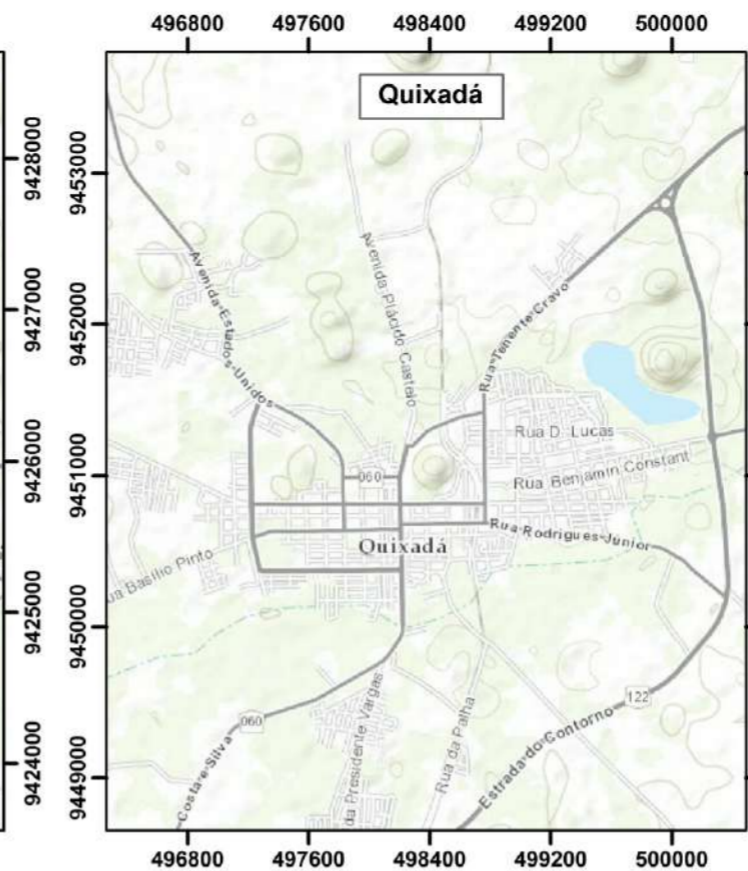 496800 497600 498400 499200 500000
Quixadá
9428000
9427000
9426000
9425000
9424000
9453000
9452000
9451000
9450000
9449000
Avenida Estados Unidos
Avenida Plácido Castelo
Rua Tenente Cravo
Rua D. Lucas
Rua Benjamin Constant
060
Quixadá
Rua Rodrigues Junior
ua Basílio Pinto
122
060
Estrada do Contorno
Costa e Silva
da Presidente Vargas
Rua da Palha
496800 497600 498400 499200 500000